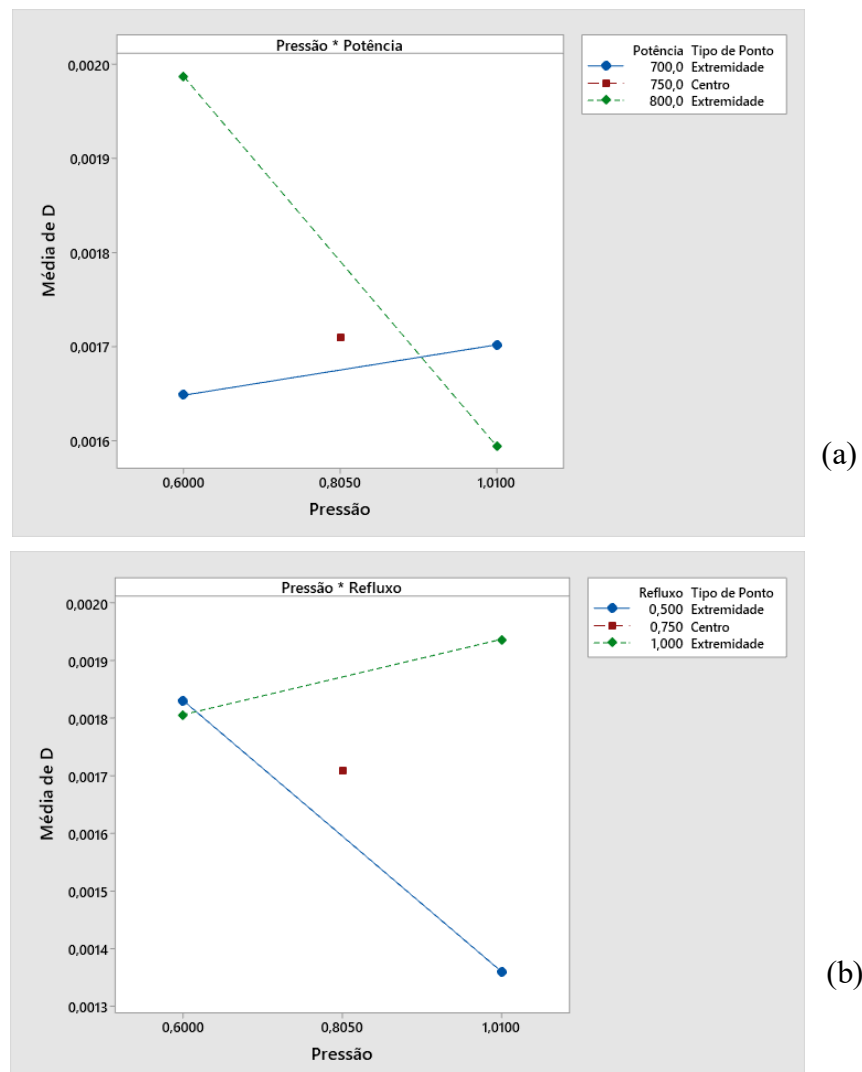 Pressão * Potência
Potência Tipo de Ponto
700,0 Extremidade
750,0 Centro
800,0 Extremidade
0,0020
0,0019
0,0018
0,0017
0,0016
Média de D
0,6000 0,8050 1,0100
Pressão
(a)
Pressão * Refluxo
Refluxo Tipo de Ponto
0,500 Extremidade
0,750 Centro
1,000 Extremidade
0,0020
0,0019
0,0018
0,0017
0,0016
0,0015
0,0014
0,0013
Média de D
0,6000 0,8050 1,0100
Pressão
(b)